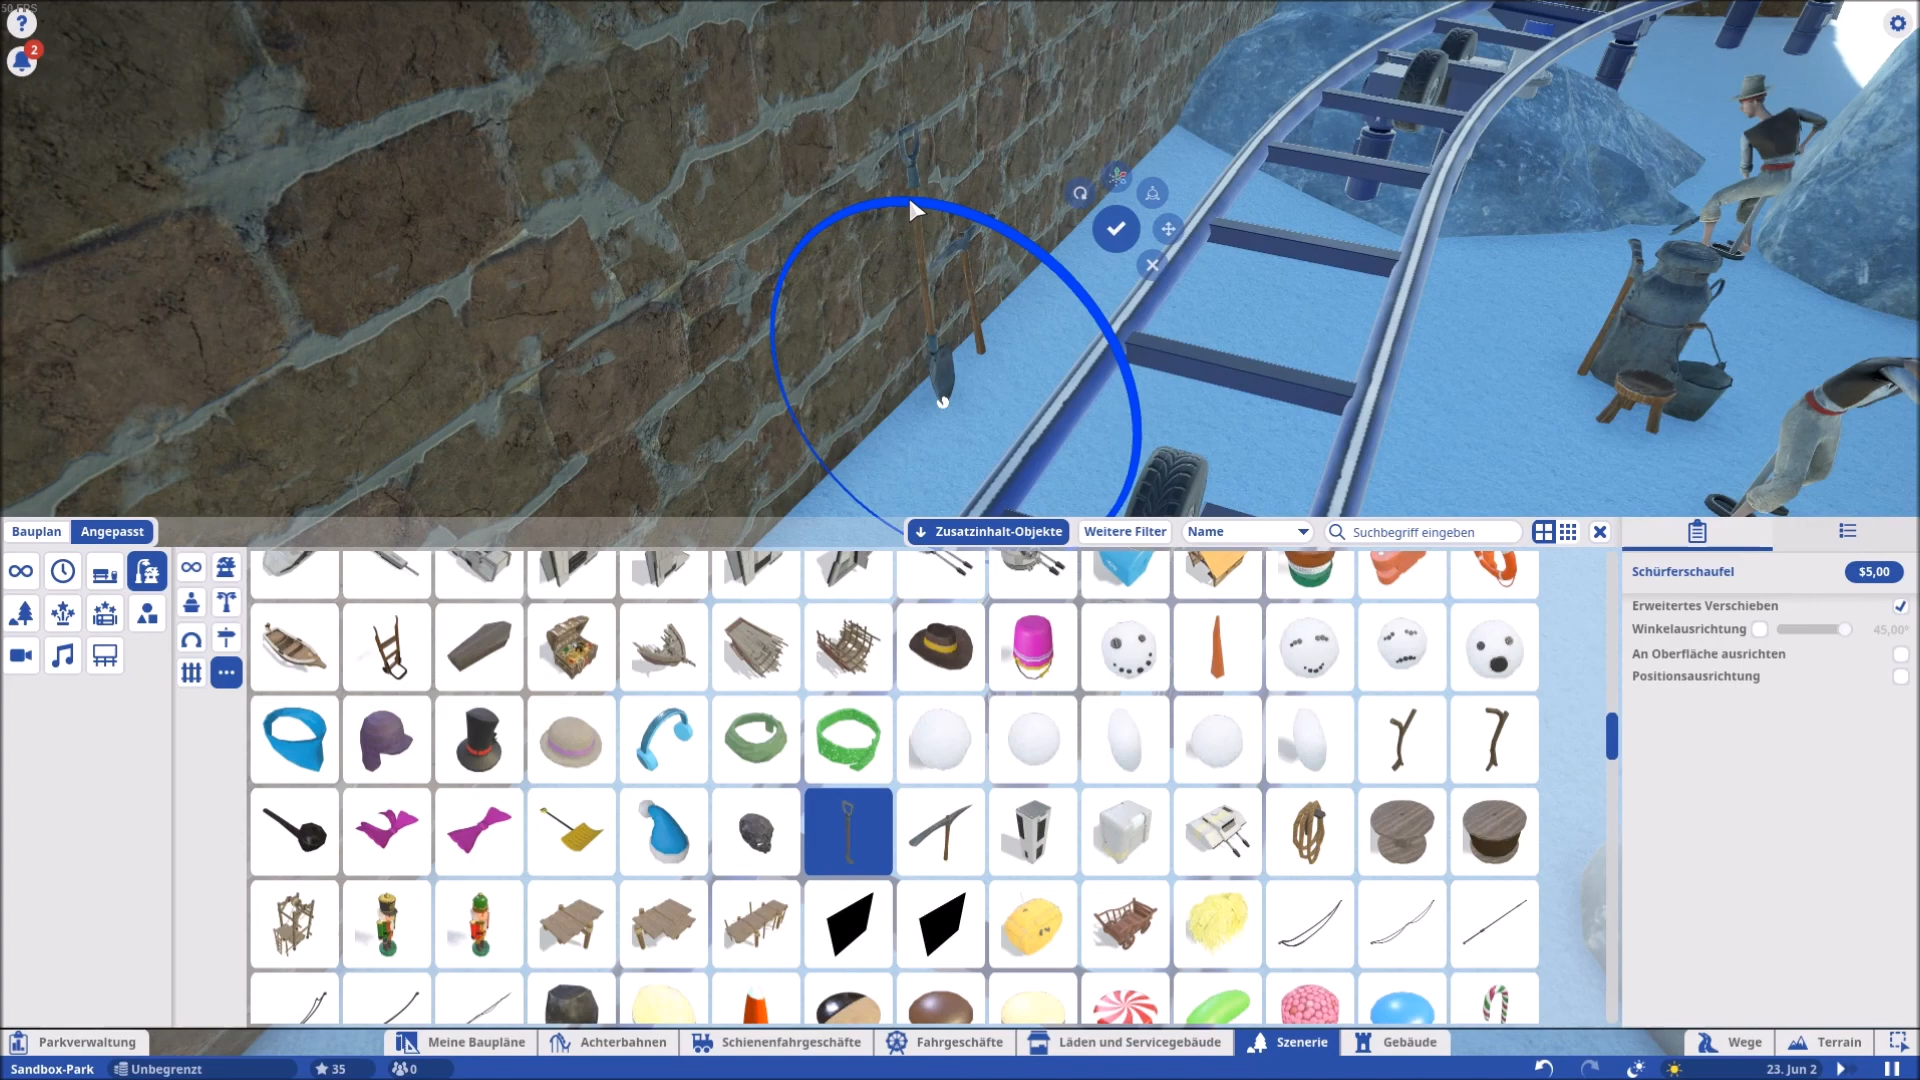 50 FPS
?
2
Bauplan
Angepasst
Zusatzinhalt-Objekte
Weitere Filter
Name
Suchbegriff eingeben
Schürferschaufel
$5,00
Erweitertes Verschieben
Winkelausrichtung
45,00°
An Oberfläche ausrichten
Positionsausrichtung
Parkverwaltung
Meine Baupläne
Achterbahnen
Schienenfahrgeschäfte
Fahrgeschäfte
Läden und Servicegebäude
Szenerie
Gebäude
Wege
Terrain
Sandbox-Park
Unbegrenzt
35
0
23. Jun 2